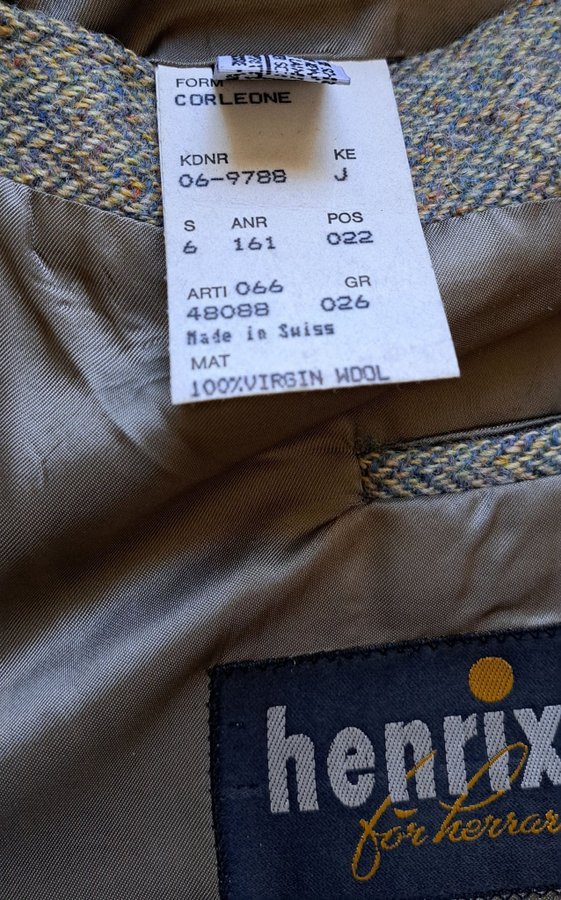 FORM
CORLEONE
KDNR KE
06-9788 J
S ANR POS
6 161 022
ARTI 066 GR
48088 026
Made in Swiss
MAT
100%VIRGIN WOOL
henrix
för herrar